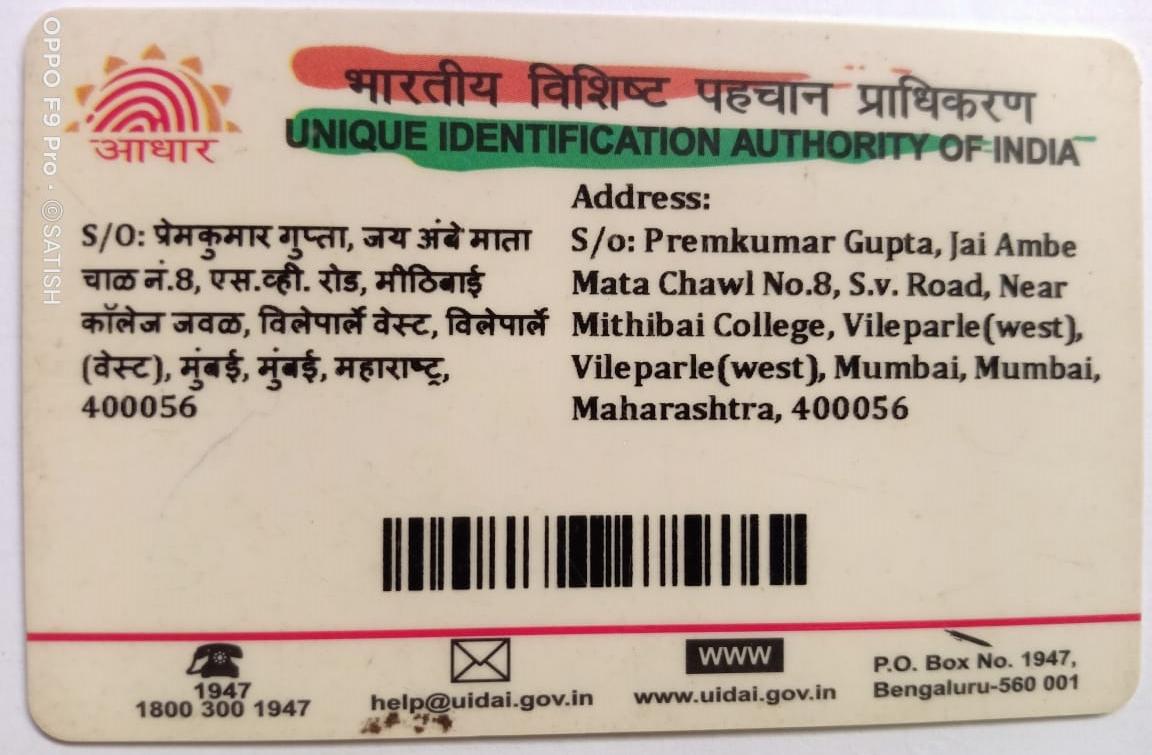 भारतीय विशिष्ट पहचान प्राधिकरण
UNIQUE IDENTIFICATION AUTHORITY OF INDIA
आधार
S/O: प्रेमकुमार गुप्ता, जय अंबे माता
चाळ नं.8, एस.व्ही. रोड, मीठिबाई
कॉलेज जवळ, विलेपार्ले वेस्ट, विलेपार्ले
(वेस्ट), मुंबई, मुंबई, महाराष्ट्र,
400056
Address:
S/o: Premkumar Gupta, Jai Ambe
Mata Chawl No.8, S.v. Road, Near
Mithibai College, Vileparle(west),
Vileparle(west), Mumbai, Mumbai,
Maharashtra, 400056
1947
1800 300 1947
help@uidai.gov.in
WWW
www.uidai.gov.in
P.O. Box No. 1947,
Bengaluru-560 001
OPPO F9 Pro · ©SATISH